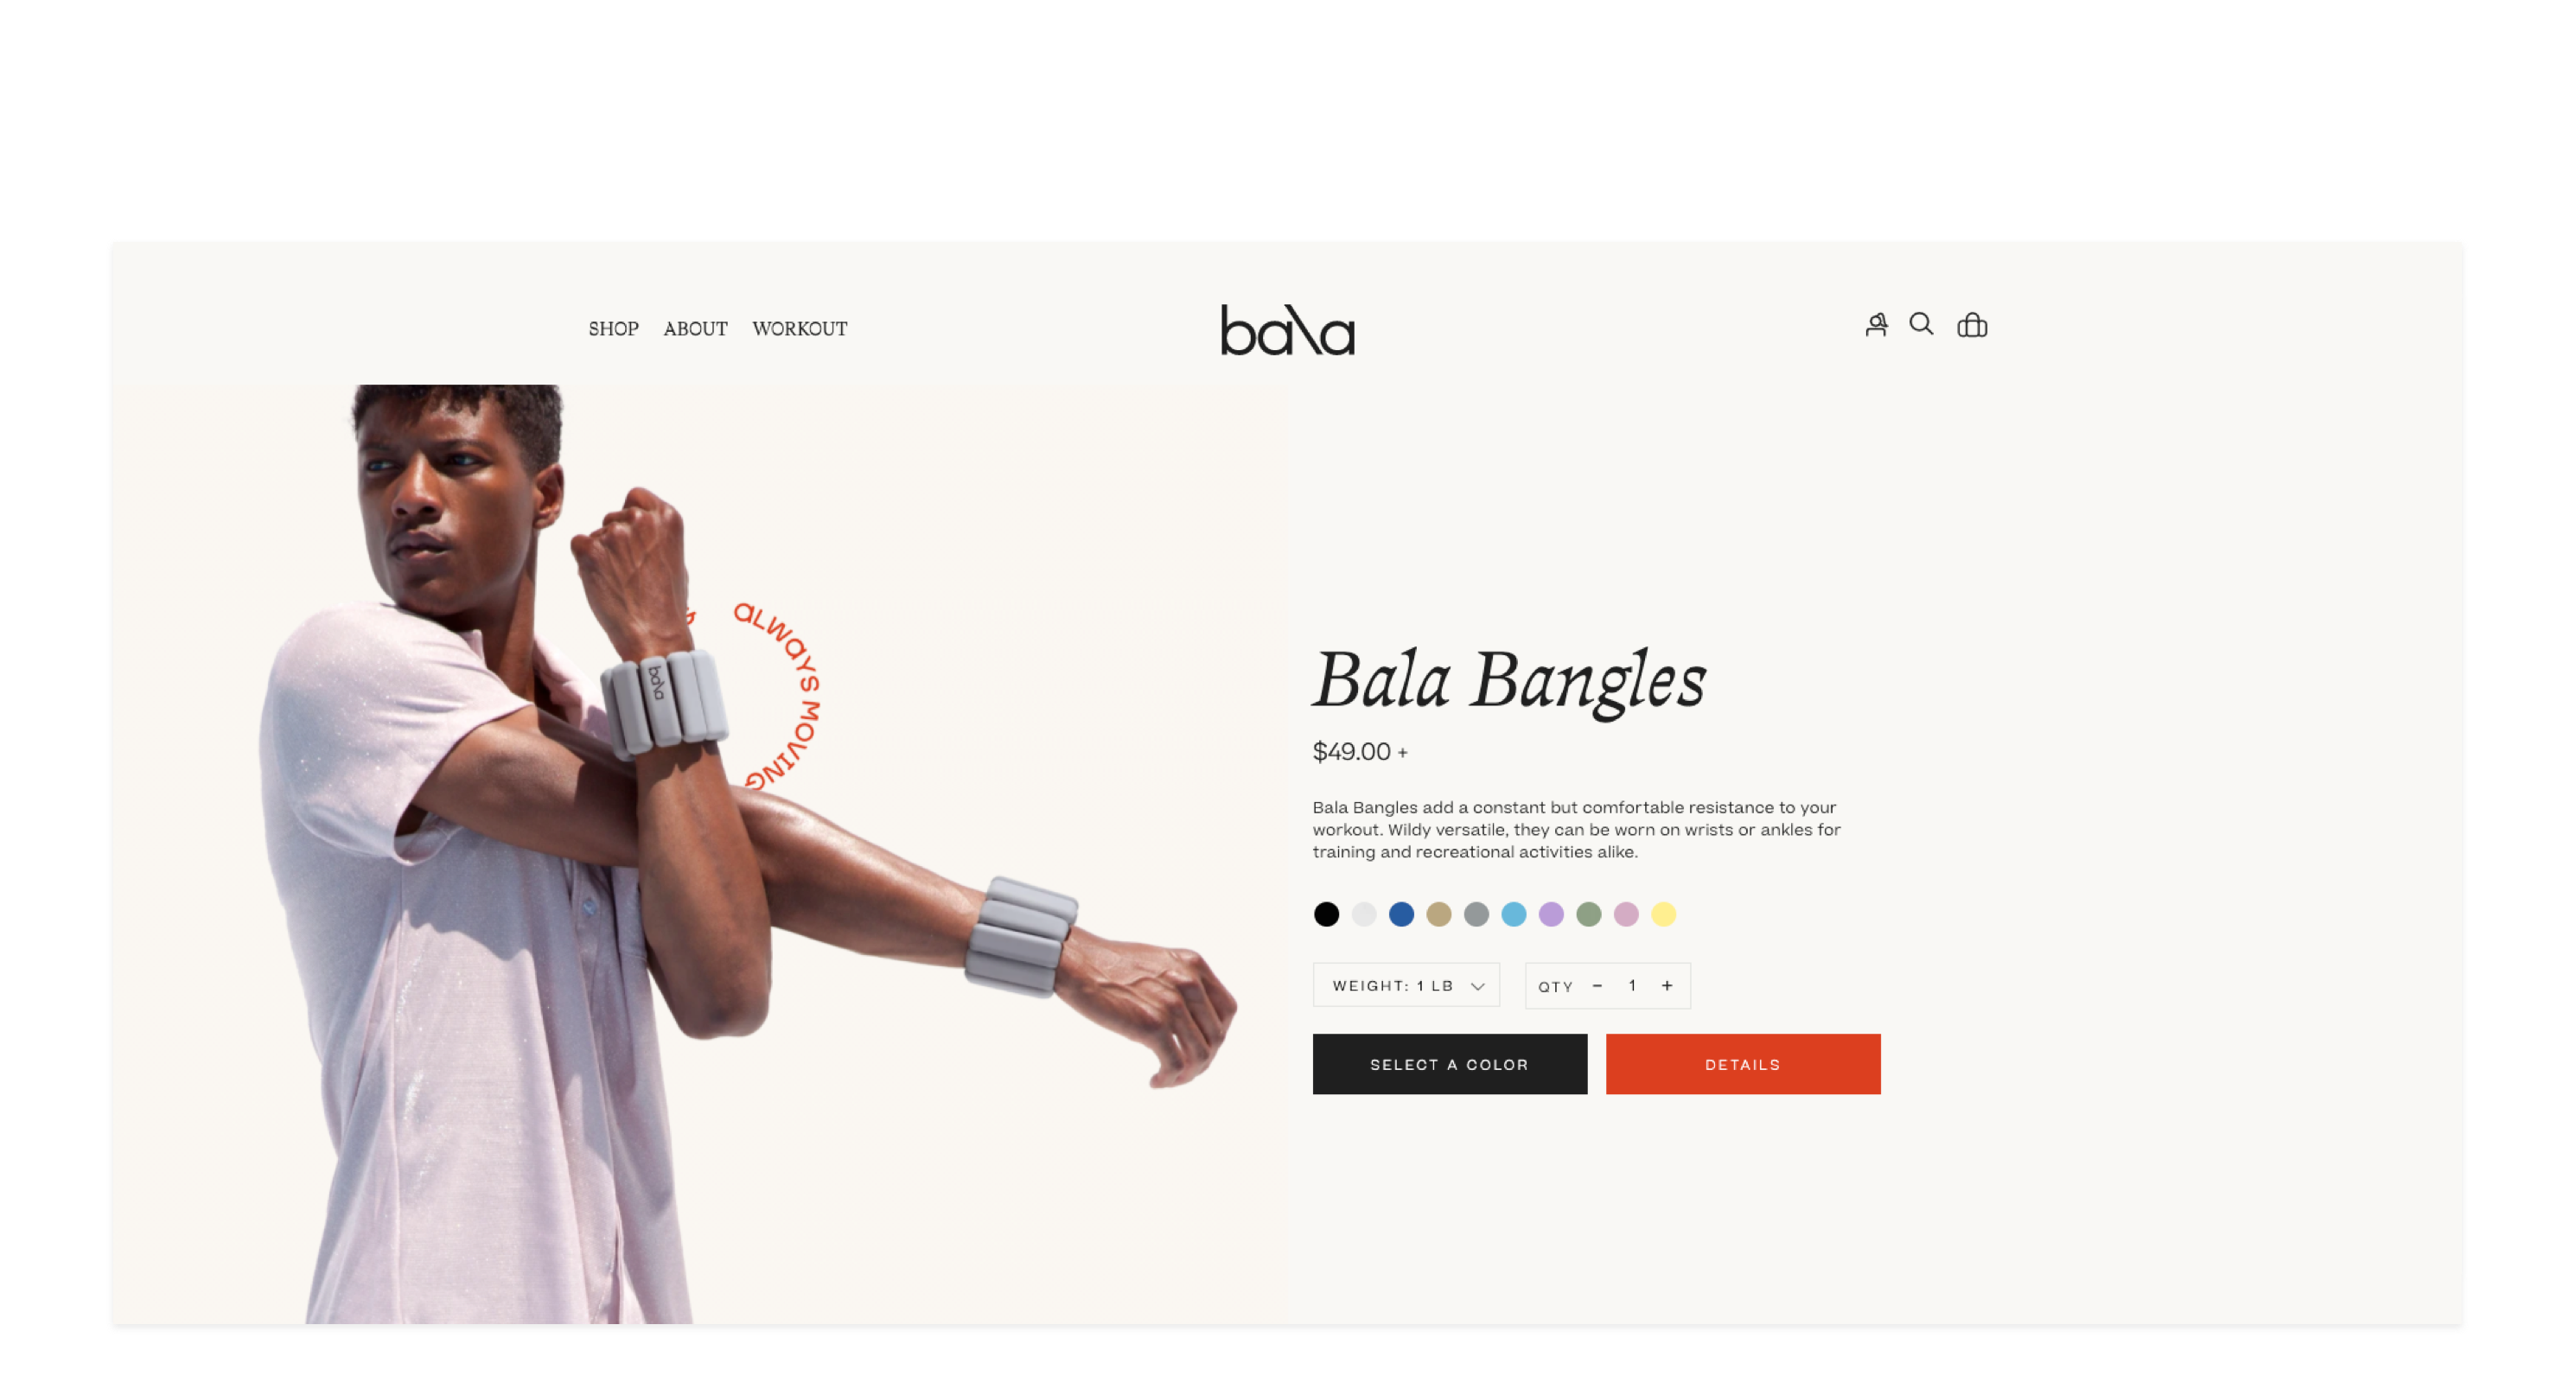 SHOP ABOUT WORKOUT
bala
ALWAYS MOVING
bala
Bala Bangles
$49.00 +
Bala Bangles add a constant but comfortable resistance to your
workout. Wildy versatile, they can be worn on wrists or ankles for
training and recreational activities alike.
WEIGHT: 1 LB
QTY - 1 +
SELECT A COLOR
DETAILS